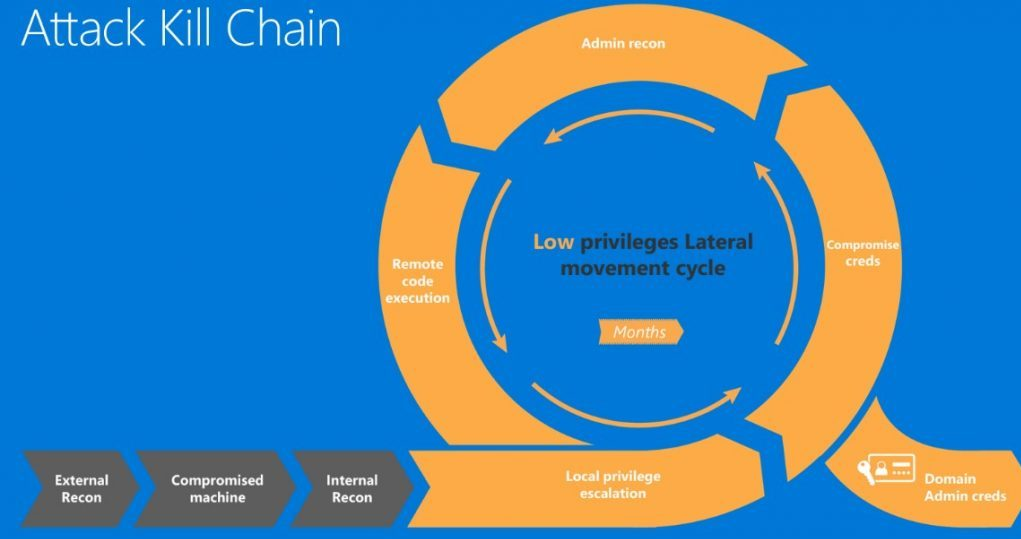 Attack Kill Chain
Admin recon
Compromise
creds
Remote
code
execution
Low privileges Lateral
movement cycle
Months
External
Recon
Compromised
machine
Internal
Recon
Local privilege
escalation
Domain
Admin creds